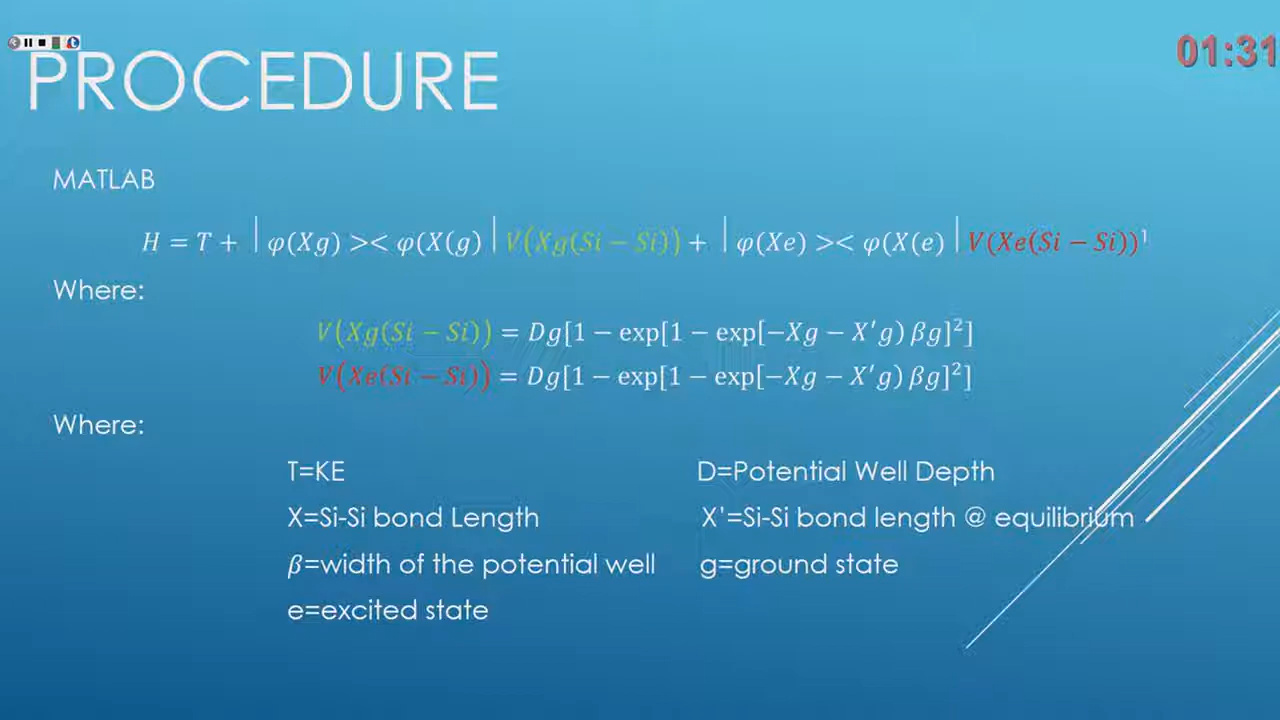 01:31
PROCEDURE
MATLAB
H = T + | φ(Xg) >< φ(X(g) | V(Xg(Si − Si)) + | φ(Xe) >< φ(X(e) | V(Xe(Si − Si))¹
Where:
V(Xg(Si − Si)) = Dg[1 − exp[1 − exp[−Xg − X′g) βg]²]
V(Xe(Si − Si)) = Dg[1 − exp[1 − exp[−Xg − X′g) βg]²]
Where:
T=KE D=Potential Well Depth
X=Si-Si bond Length X'=Si-Si bond length @ equilibrium
β=width of the potential well g=ground state
e=excited state